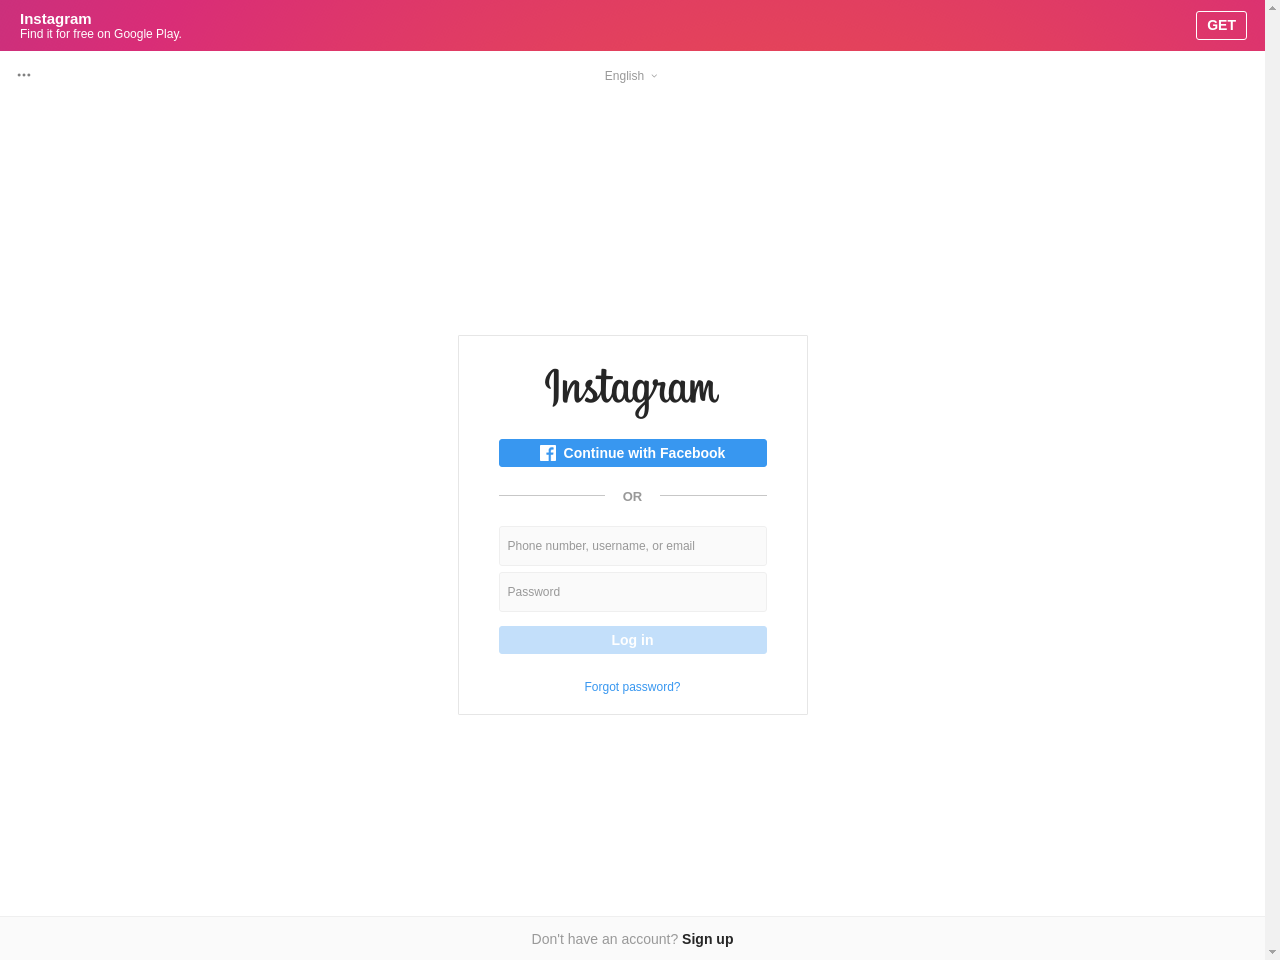 Instagram
Find it for free on Google Play.
GET
English
Instagram
Continue with Facebook
OR
Phone number, username, or email
Password
Log in
Forgot password?
Don't have an account? Sign up